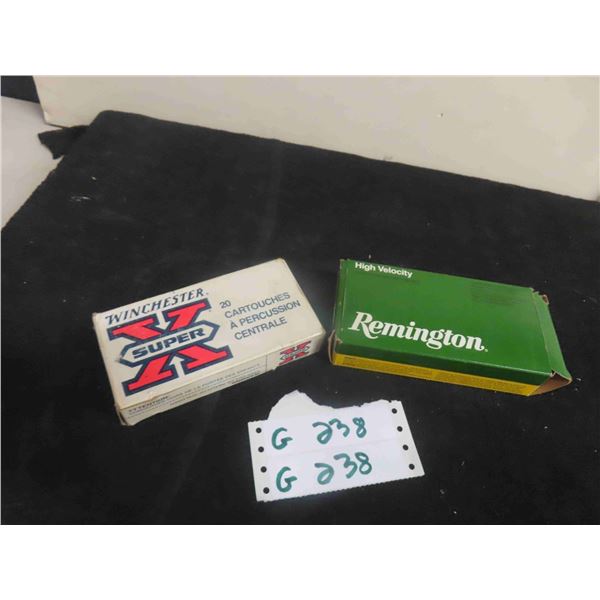 WINCHESTER
SUPER X
20
CARTOUCHES
À PERCUSSION
CENTRALE
High Velocity
Remington
G 238
G 238